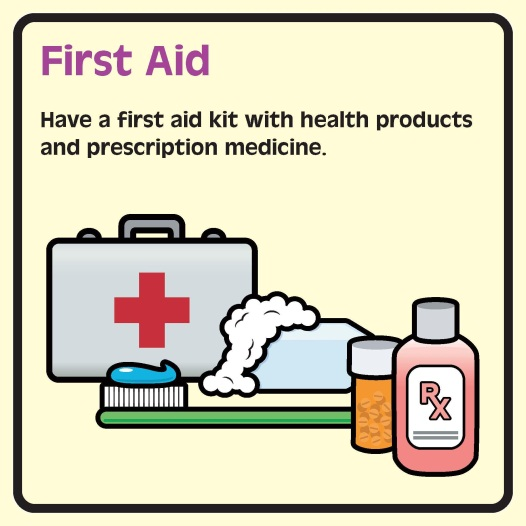 First Aid
Have a first aid kit with health products
and prescription medicine.
Rx